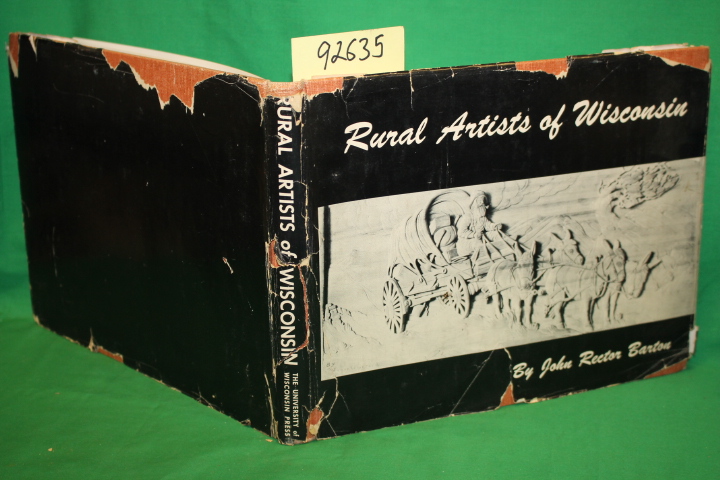 92635
Rural Artists of Wisconsin
By John Rector Barton
RURAL ARTISTS of WISCONSIN
THE UNIVERSITY of
WISCONSIN PRESS